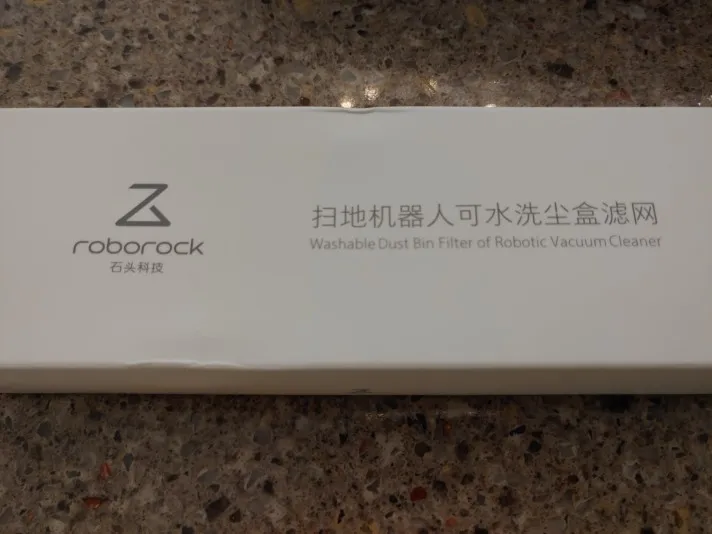 roborock
石头科技
扫地机器人可水洗尘盒滤网
Washable Dust Bin Filter of Robotic Vacuum Cleaner